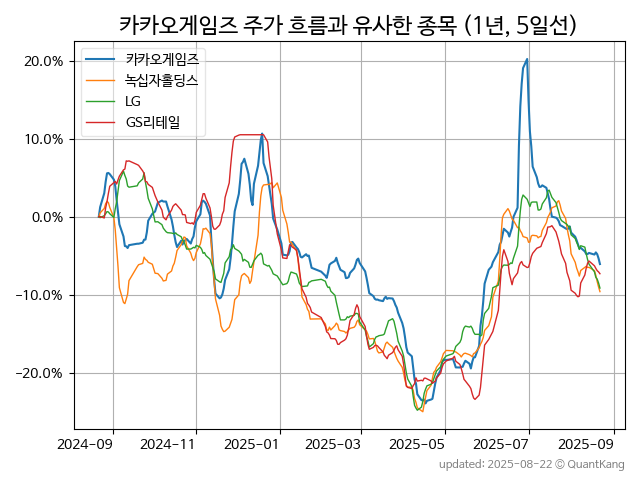 카카오게임즈 주가 흐름과 유사한 종목 (1년, 5일선)
카카오게임즈
녹십자홀딩스
LG
GS리테일
20.0%
10.0%
0.0%
−10.0%
−20.0%
2024-09 2024-11 2025-01 2025-03 2025-05 2025-07 2025-09
updated: 2025-08-22 © QuantKang